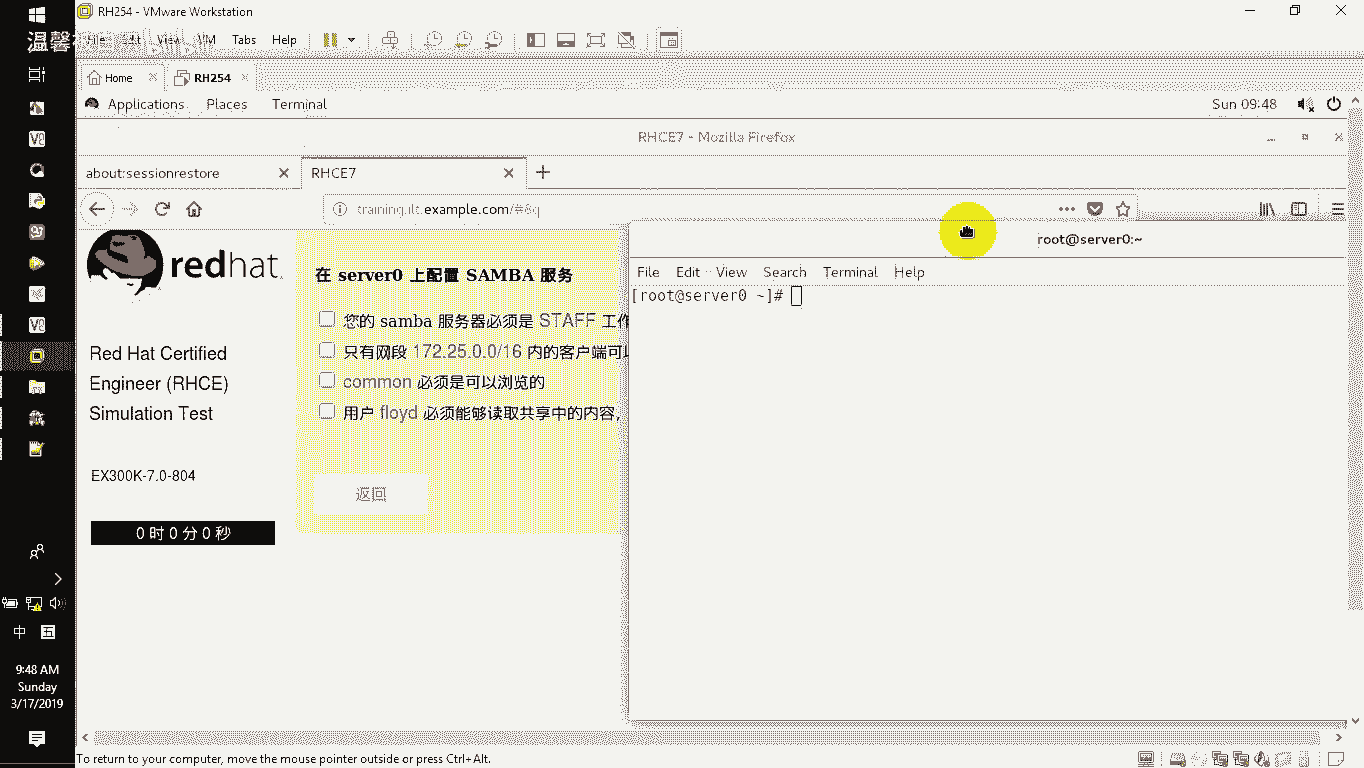 RH254 - VMware Workstation
温馨
View VM Tabs Help
Home
RH254
Applications Places Terminal
Sun 09:48
RHCE7 - Mozilla Firefox
about:sessionrestore
RHCE7
training.ilt.example.com/#8q
redhat.
root@server0:~
File Edit View Search Terminal Help
[root@server0 ~]#
在 server0 上配置 SAMBA 服务
您的 samba 服务器必须是 STAFF 工作
只有网段 172.25.0.0/16 内的客户端可以
common 必须是可以浏览的
用户 floyd 必须能够读取共享中的内容,
返回
Red Hat Certified
Engineer (RHCE)
Simulation Test
EX300K-7.0-804
0 时 0 分 0 秒
中
五
9:48 AM
Sunday
3/17/2019
To return to your computer, move the mouse pointer outside or press Ctrl+Alt.